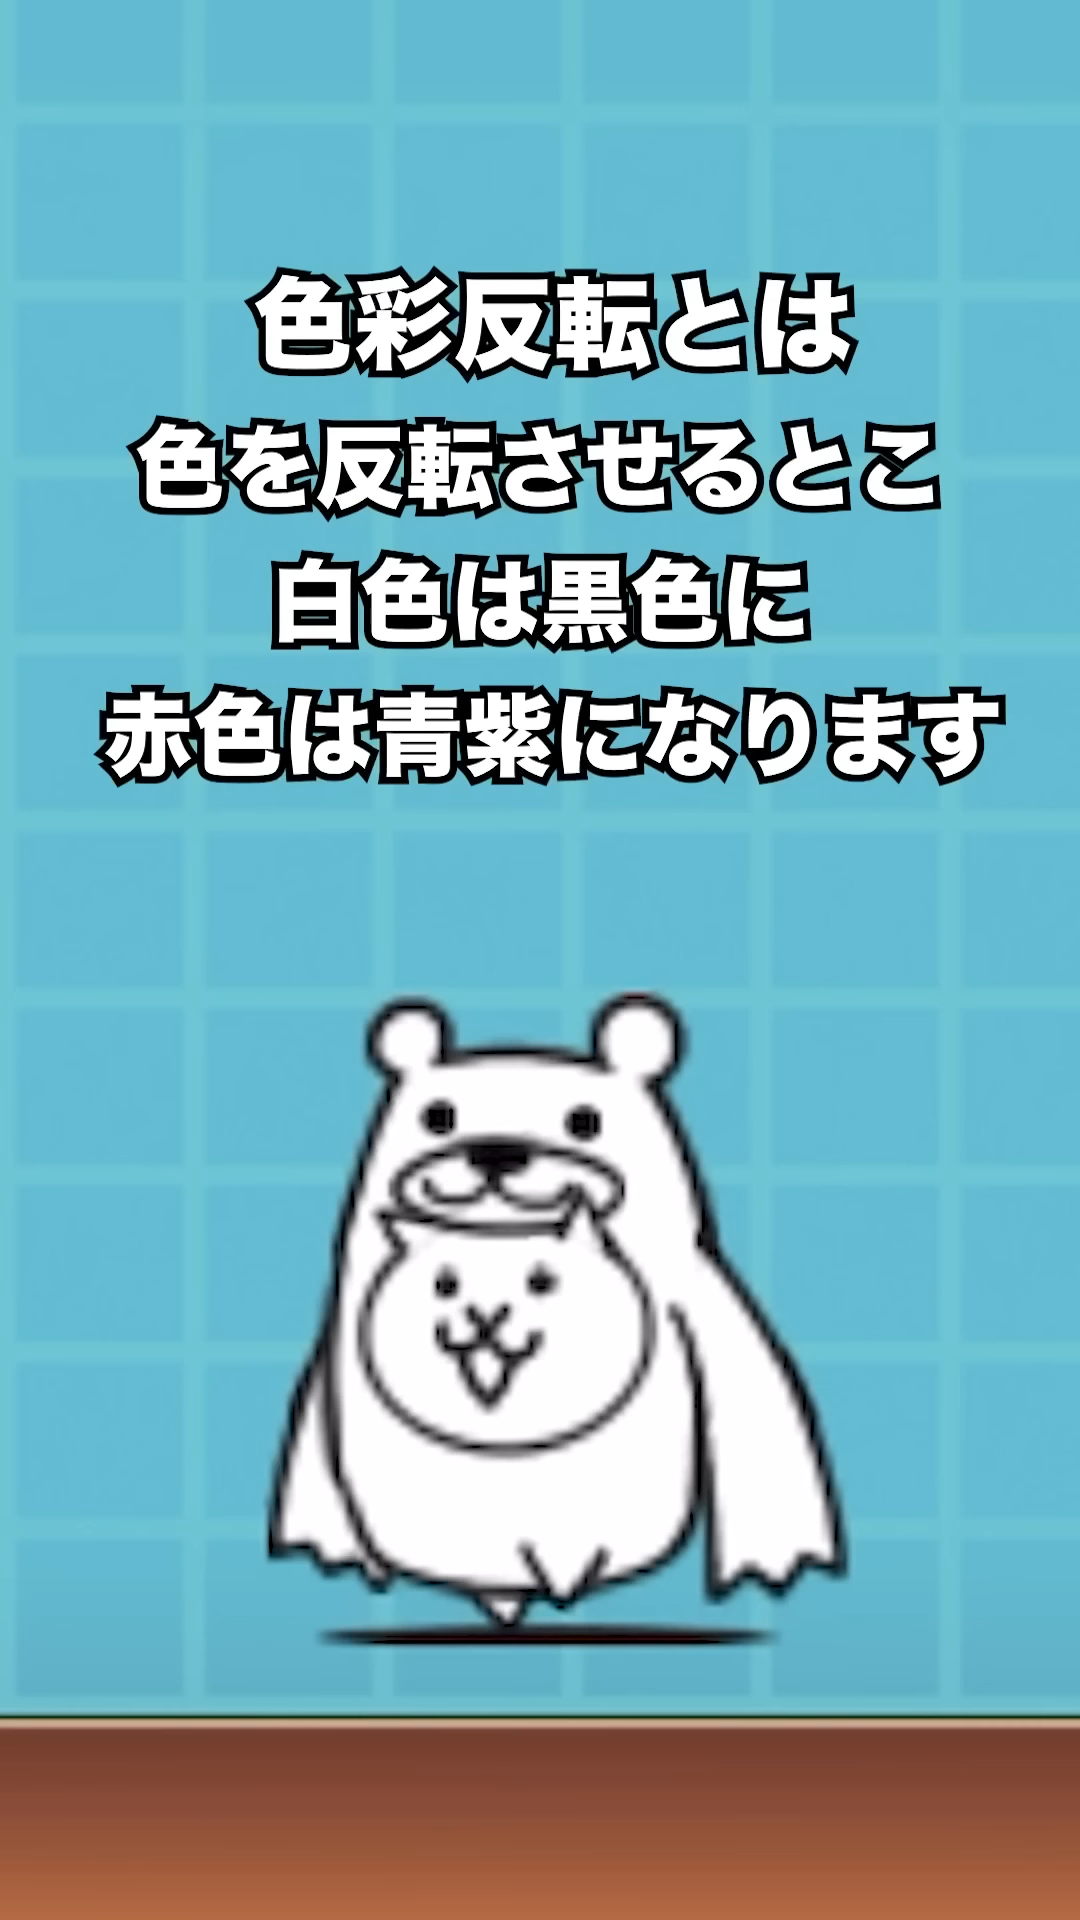 色彩反転とは
色を反転させるとこ
白色は黒色に
赤色は青紫になります